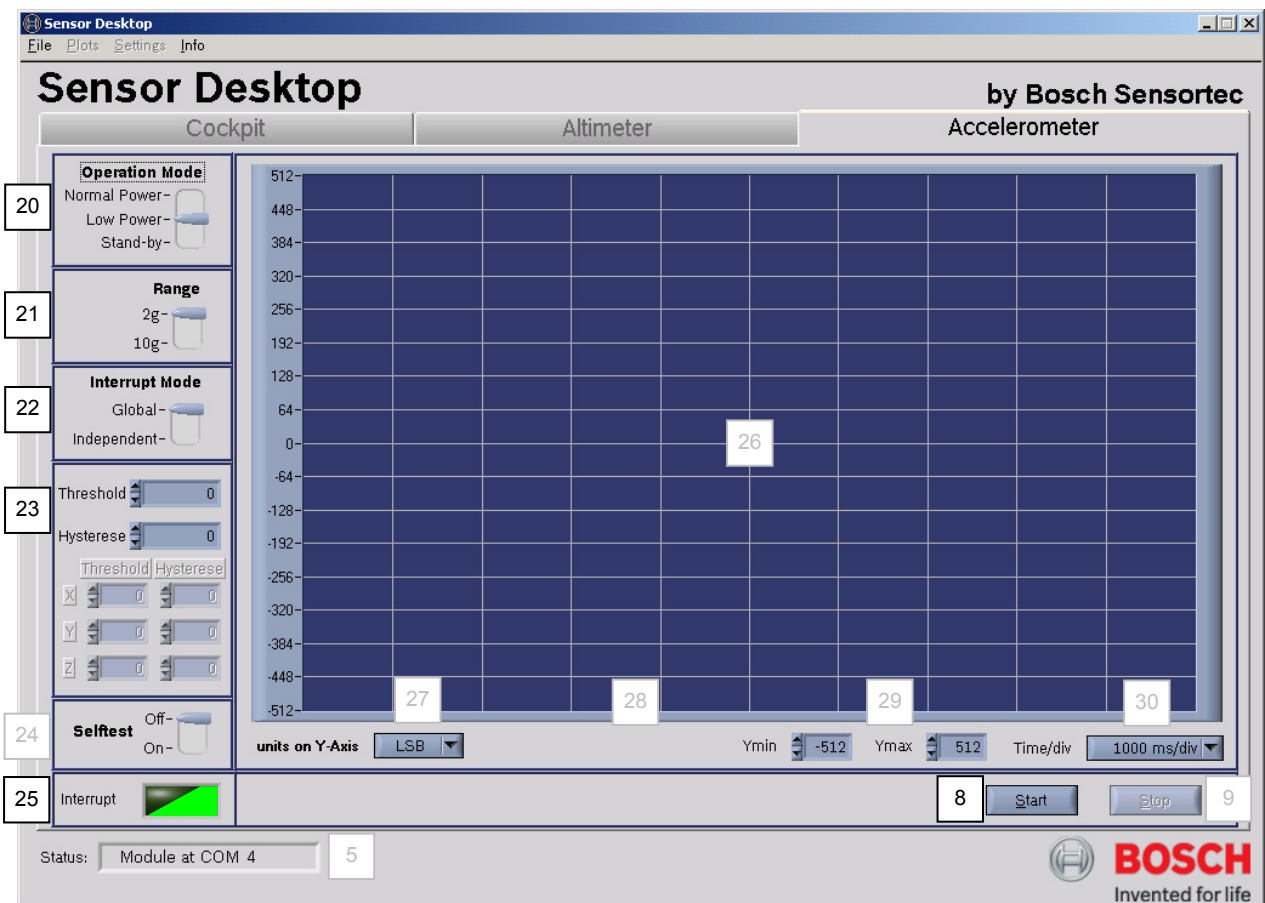 Sensor Desktop
File Plots Settings Info
Sensor Desktop
by Bosch Sensortec
Cockpit Altimeter Accelerometer
20
Operation Mode
Normal Power
Low Power
Stand-by
21
Range
2g
10g
22
Interrupt Mode
Global
Independent
23
Threshold 0
Hysterese 0
Threshold Hysterese
X 0 0
Y 0 0
Z 0 0
24
Selftest
Off
On
25
Interrupt
512
448
384
320
256
192
128
64
0
-64
-128
-192
-256
-320
-384
-448
-512
26
27 28 29 30
units on Y-Axis LSB Ymin -512 Ymax 512 Time/div 1000 ms/div
8 Start Stop 9
Status: Module at COM 4 5
BOSCH
Invented for life